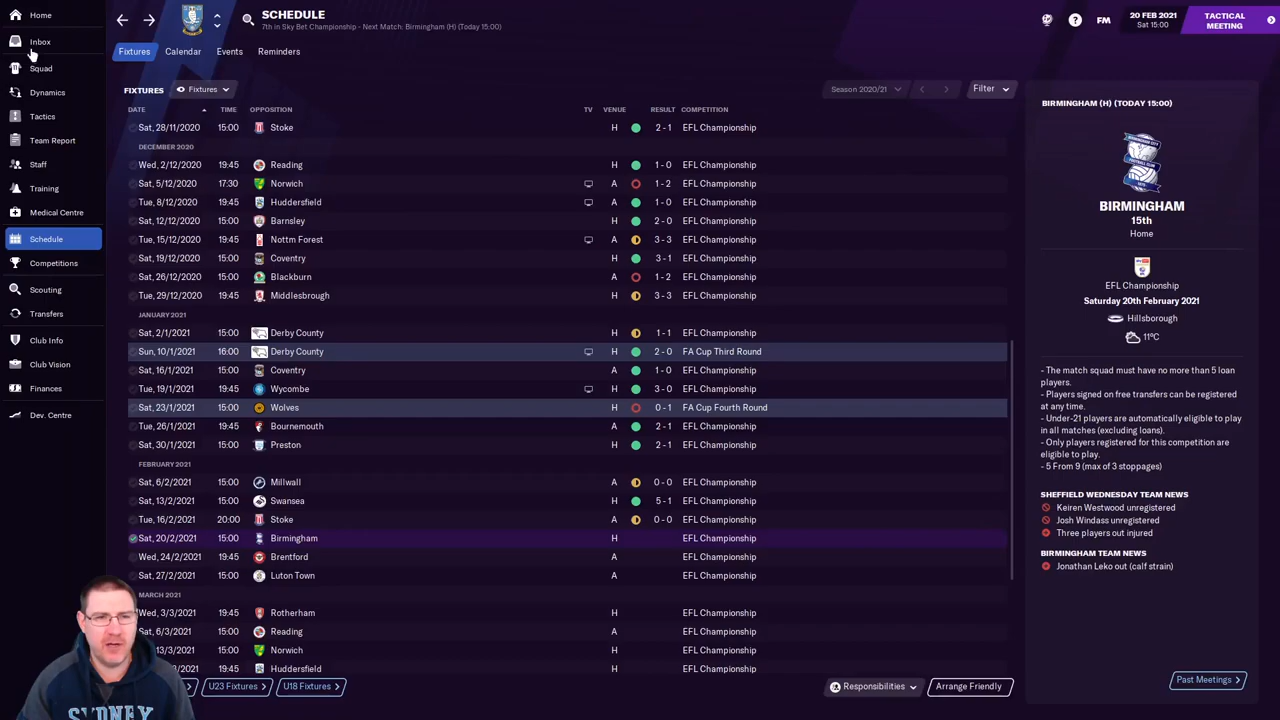 Home
Inbox
Squad
Dynamics
Tactics
Team Report
Staff
Training
Medical Centre
Schedule
Competitions
Scouting
Transfers
Club Info
Club Vision
Finances
Dev. Centre
SCHEDULE
7th in Sky Bet Championship - Next Match: Birmingham (H) (Today 15:00)
FM
20 FEB 2021
Sat 15:00
TACTICAL
MEETING
Fixtures Calendar Events Reminders
FIXTURES Fixtures Season 2020/21 Filter
DATE TIME OPPOSITION TV VENUE RESULT COMPETITION
Sat, 28/11/2020 15:00 Stoke H 2 - 1 EFL Championship
DECEMBER 2020
Wed, 2/12/2020 19:45 Reading H 1 - 0 EFL Championship
Sat, 5/12/2020 17:30 Norwich A 1 - 2 EFL Championship
Tue, 8/12/2020 19:45 Huddersfield A 1 - 0 EFL Championship
Sat, 12/12/2020 15:00 Barnsley H 2 - 0 EFL Championship
Tue, 15/12/2020 19:45 Nottm Forest A 3 - 3 EFL Championship
Sat, 19/12/2020 15:00 Coventry H 3 - 1 EFL Championship
Sat, 26/12/2020 15:00 Blackburn A 1 - 2 EFL Championship
Tue, 29/12/2020 19:45 Middlesbrough H 3 - 3 EFL Championship
JANUARY 2021
Sat, 2/1/2021 15:00 Derby County H 1 - 1 EFL Championship
Sun, 10/1/2021 16:00 Derby County H 2 - 0 FA Cup Third Round
Sat, 16/1/2021 15:00 Coventry A 1 - 0 EFL Championship
Tue, 19/1/2021 19:45 Wycombe H 3 - 0 EFL Championship
Sat, 23/1/2021 15:00 Wolves H 0 - 1 FA Cup Fourth Round
Tue, 26/1/2021 19:45 Bournemouth A 2 - 1 EFL Championship
Sat, 30/1/2021 15:00 Preston H 2 - 1 EFL Championship
FEBRUARY 2021
Sat, 6/2/2021 15:00 Millwall A 0 - 0 EFL Championship
Sat, 13/2/2021 15:00 Swansea H 5 - 1 EFL Championship
Tue, 16/2/2021 20:00 Stoke A 0 - 0 EFL Championship
Sat, 20/2/2021 15:00 Birmingham H EFL Championship
Wed, 24/2/2021 19:45 Brentford A EFL Championship
Sat, 27/2/2021 15:00 Luton Town A EFL Championship
MARCH 2021
Wed, 3/3/2021 19:45 Rotherham H EFL Championship
Sat, 6/3/2021 15:00 Reading A EFL Championship
13/3/2021 15:00 Norwich H EFL Championship
3/2021 19:45 Huddersfield H EFL Championship
U23 Fixtures U18 Fixtures Responsibilities Arrange Friendly
BIRMINGHAM (H) (TODAY 15:00)
BIRMINGHAM
15th
Home
EFL Championship
Saturday 20th February 2021
Hillsborough
11°C
- The match squad must have no more than 5 loan
players.
- Players signed on free transfers can be registered
at any time.
- Under-21 players are automatically eligible to play
in all matches (excluding loans).
- Only players registered for this competition are
eligible to play.
- 5 From 9 (max of 3 stoppages)
SHEFFIELD WEDNESDAY TEAM NEWS
Keiren Westwood unregistered
Josh Windass unregistered
Three players out injured
BIRMINGHAM TEAM NEWS
Jonathan Leko out (calf strain)
Past Meetings
SYDNEY